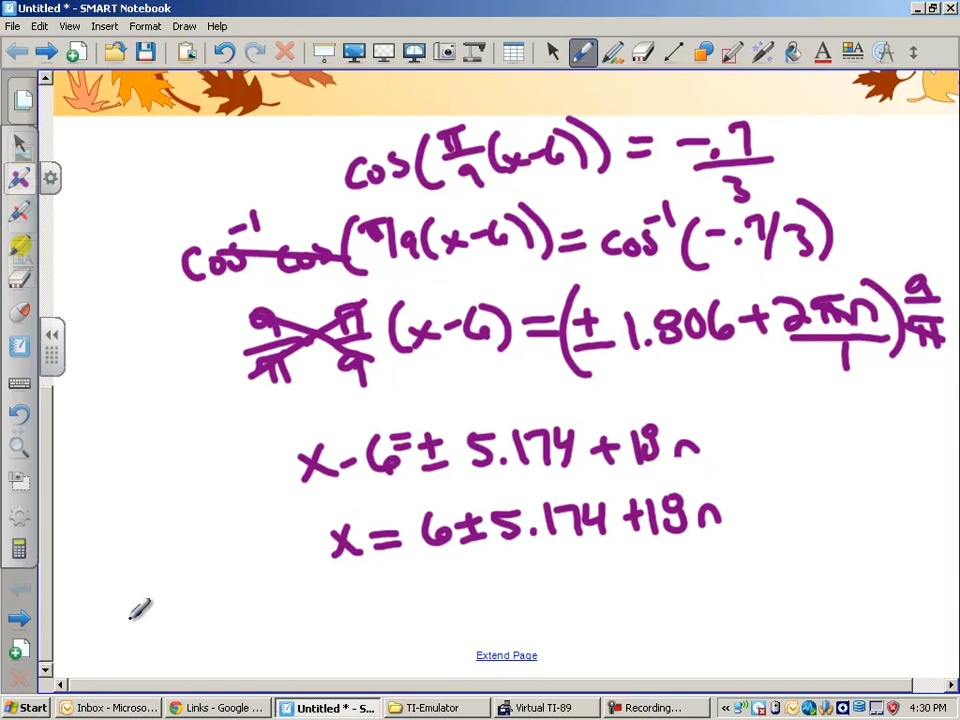 Untitled * - SMART Notebook
File Edit View Insert Format Draw Help
cos(π/9(x-6)) = -.7/3
cos⁻¹ cos(π/9(x-6)) = cos⁻¹(-.7/3)
9/π π/9 (x-6) = (± 1.806 + 2πn/1) 9/π
x-6 = ± 5.174 + 18n
x = 6 ± 5.174 + 18n
Extend Page
Start Inbox - Microso... Links - Google ... Untitled * - S... TI-Emulator Virtual TI-89 Recording... 4:30 PM